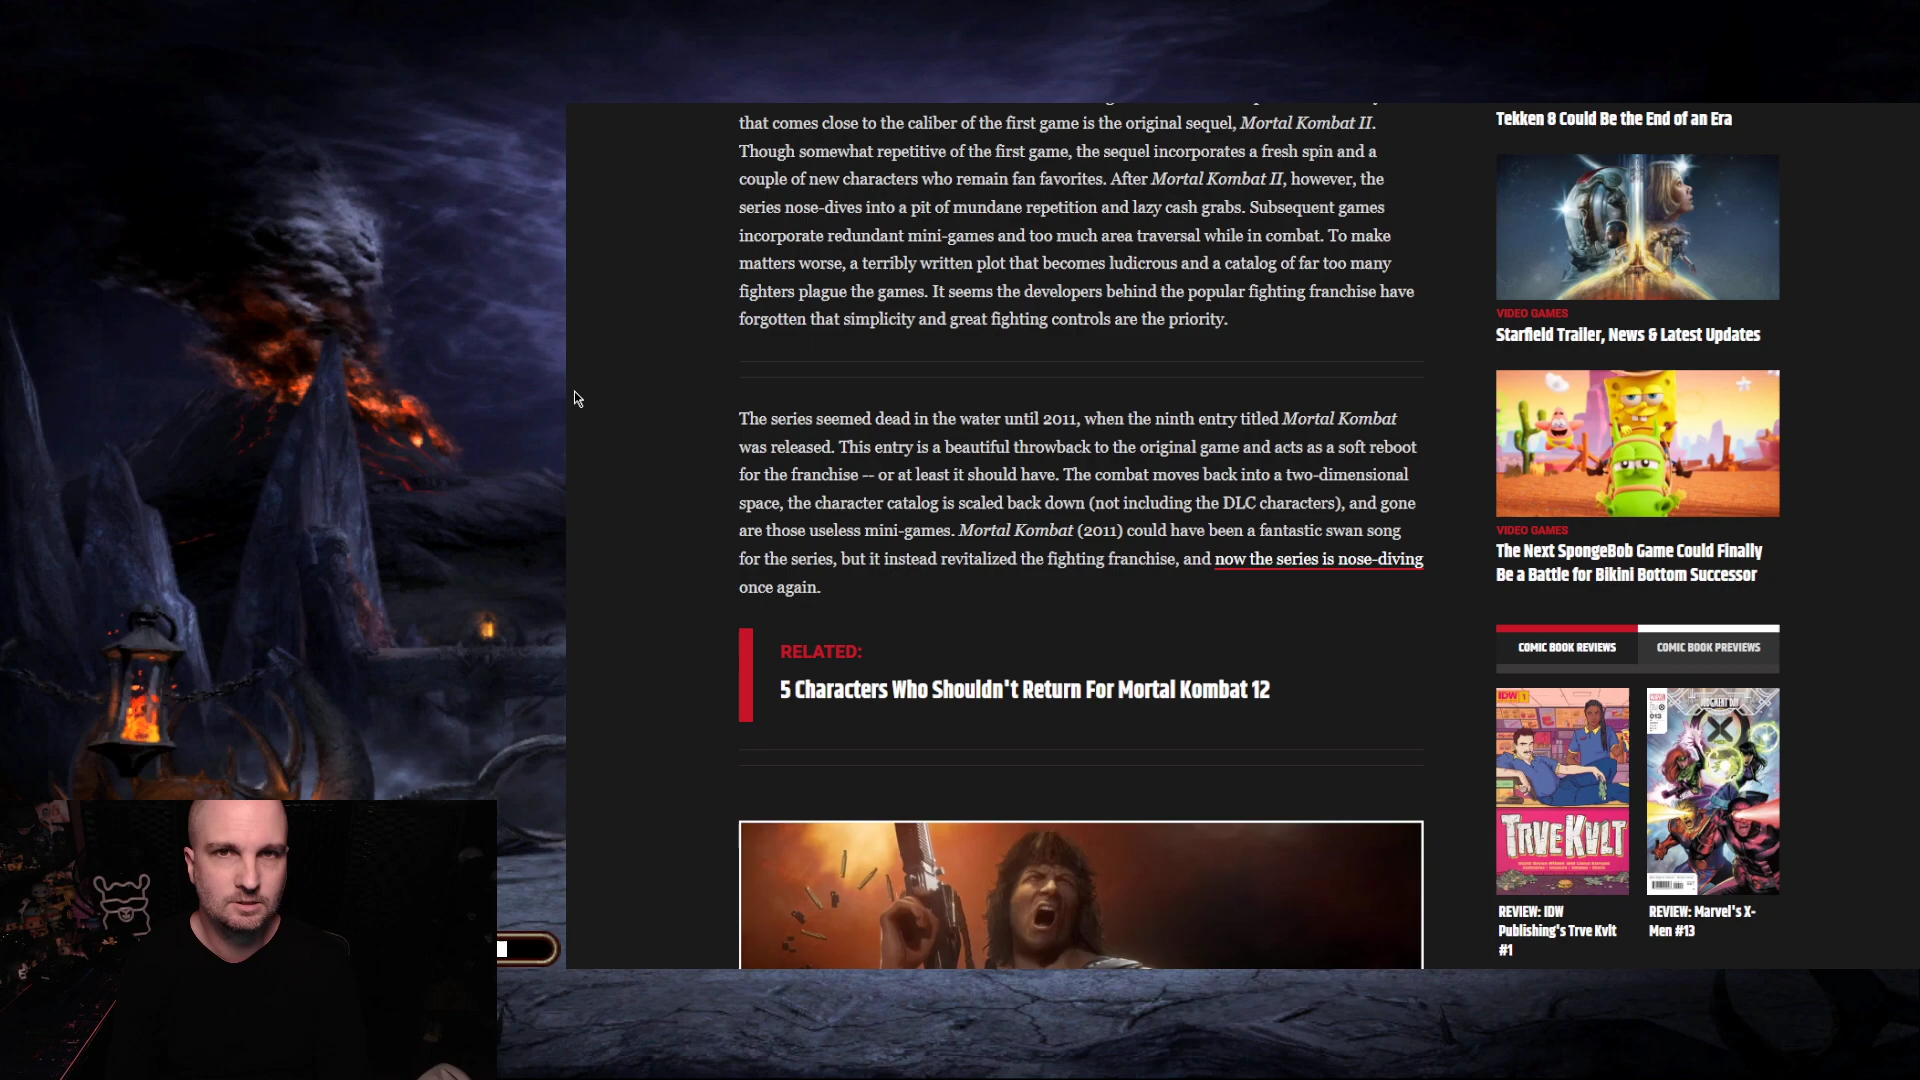 that comes close to the caliber of the first game is the original sequel, Mortal Kombat II.
Though somewhat repetitive of the first game, the sequel incorporates a fresh spin and a
couple of new characters who remain fan favorites. After Mortal Kombat II, however, the
series nose-dives into a pit of mundane repetition and lazy cash grabs. Subsequent games
incorporate redundant mini-games and too much area traversal while in combat. To make
matters worse, a terribly written plot that becomes ludicrous and a catalog of far too many
fighters plague the games. It seems the developers behind the popular fighting franchise have
forgotten that simplicity and great fighting controls are the priority.
The series seemed dead in the water until 2011, when the ninth entry titled Mortal Kombat
was released. This entry is a beautiful throwback to the original game and acts as a soft reboot
for the franchise -- or at least it should have. The combat moves back into a two-dimensional
space, the character catalog is scaled back down (not including the DLC characters), and gone
are those useless mini-games. Mortal Kombat (2011) could have been a fantastic swan song
for the series, but it instead revitalized the fighting franchise, and now the series is nose-diving
once again.
RELATED:
5 Characters Who Shouldn't Return For Mortal Kombat 12
Tekken 8 Could Be the End of an Era
VIDEO GAMES
Starfield Trailer, News & Latest Updates
VIDEO GAMES
The Next SpongeBob Game Could Finally
Be a Battle for Bikini Bottom Successor
COMIC BOOK REVIEWS
COMIC BOOK PREVIEWS
IDW 1
TRVE KVLT
REVIEW: IDW
Publishing's Trve Kvlt
#1
MARVEL
013
JUDGMENT DAY
X
REVIEW: Marvel's X-
Men #13